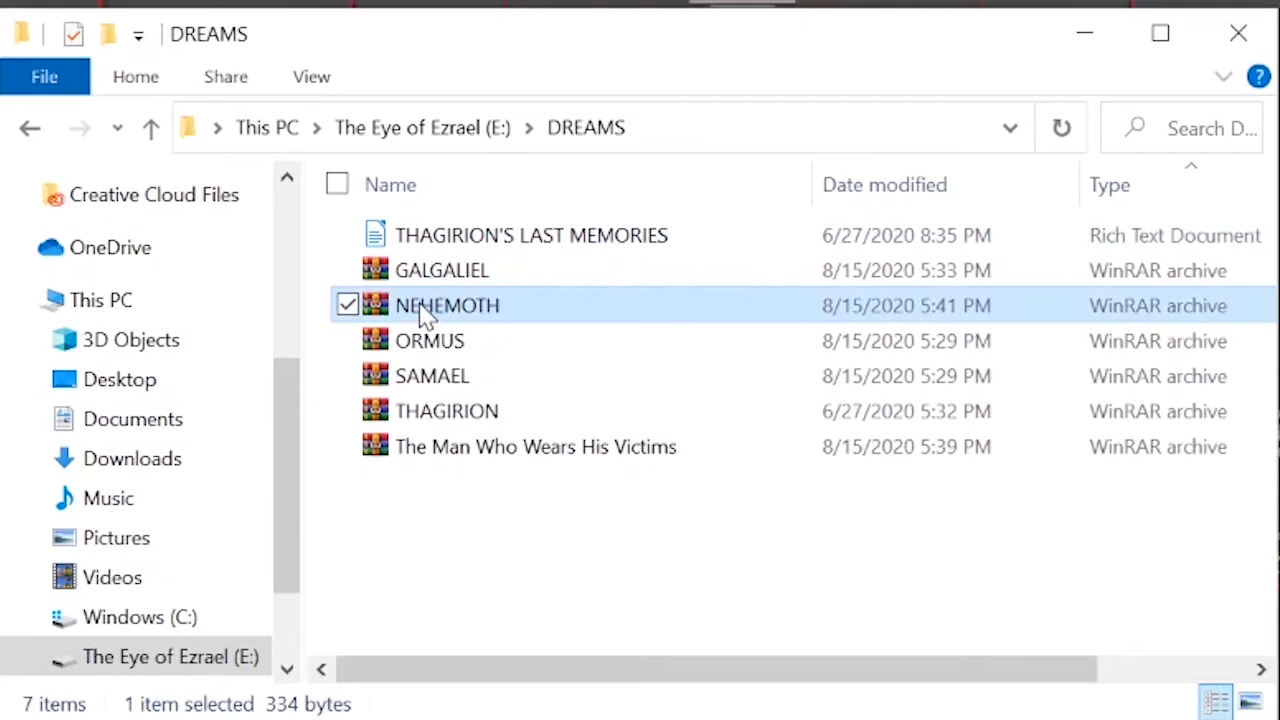 DREAMS
File Home Share View
This PC The Eye of Ezrael (E:) DREAMS Search D...
Creative Cloud Files
OneDrive
This PC
3D Objects
Desktop
Documents
Downloads
Music
Pictures
Videos
Windows (C:)
The Eye of Ezrael (E:)
Name Date modified Type
THAGIRION'S LAST MEMORIES 6/27/2020 8:35 PM Rich Text Document
GALGALIEL 8/15/2020 5:33 PM WinRAR archive
NEHEMOTH 8/15/2020 5:41 PM WinRAR archive
ORMUS 8/15/2020 5:29 PM WinRAR archive
SAMAEL 8/15/2020 5:29 PM WinRAR archive
THAGIRION 6/27/2020 5:32 PM WinRAR archive
The Man Who Wears His Victims 8/15/2020 5:39 PM WinRAR archive
7 items 1 item selected 334 bytes